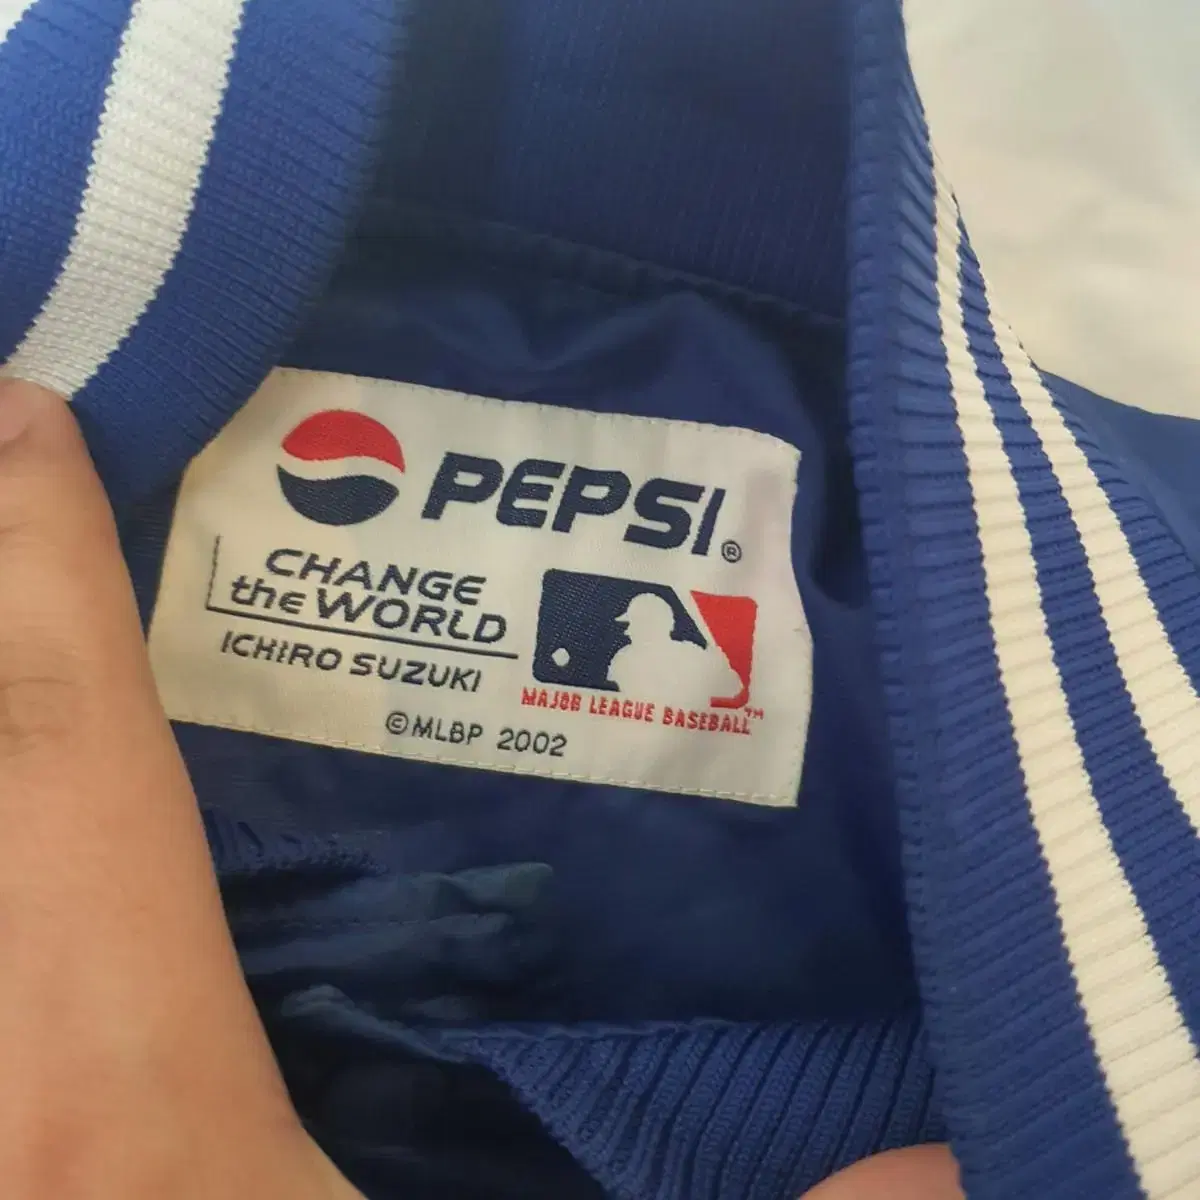 PEPSI®
CHANGE
the WORLD
ICHIRO SUZUKI
MAJOR LEAGUE BASEBALL™
©MLBP 2002